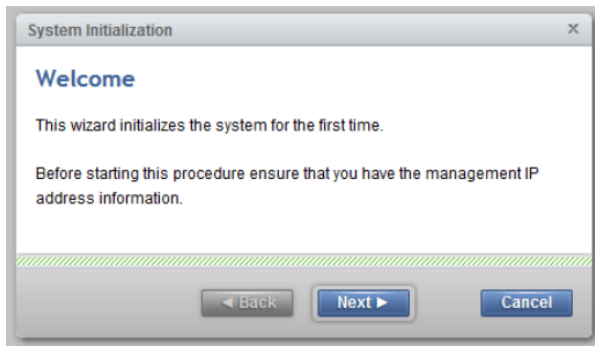 System Initialization x
Welcome
This wizard initializes the system for the first time.
Before starting this procedure ensure that you have the management IP
address information.
◄ Back Next ► Cancel